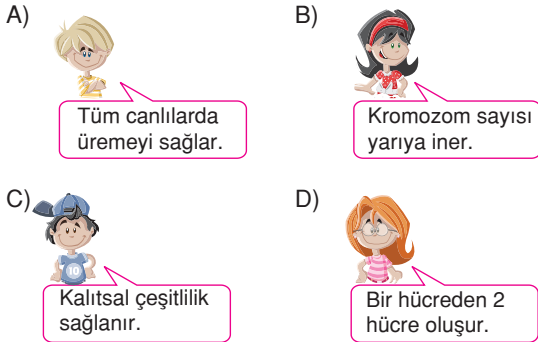 A)
Tüm canlılarda
üremeyi sağlar.
B)
Kromozom sayısı
yarıya iner.
C)
10
Kalıtsal çeşitlilik
sağlanır.
D)
Bir hücreden 2
hücre oluşur.